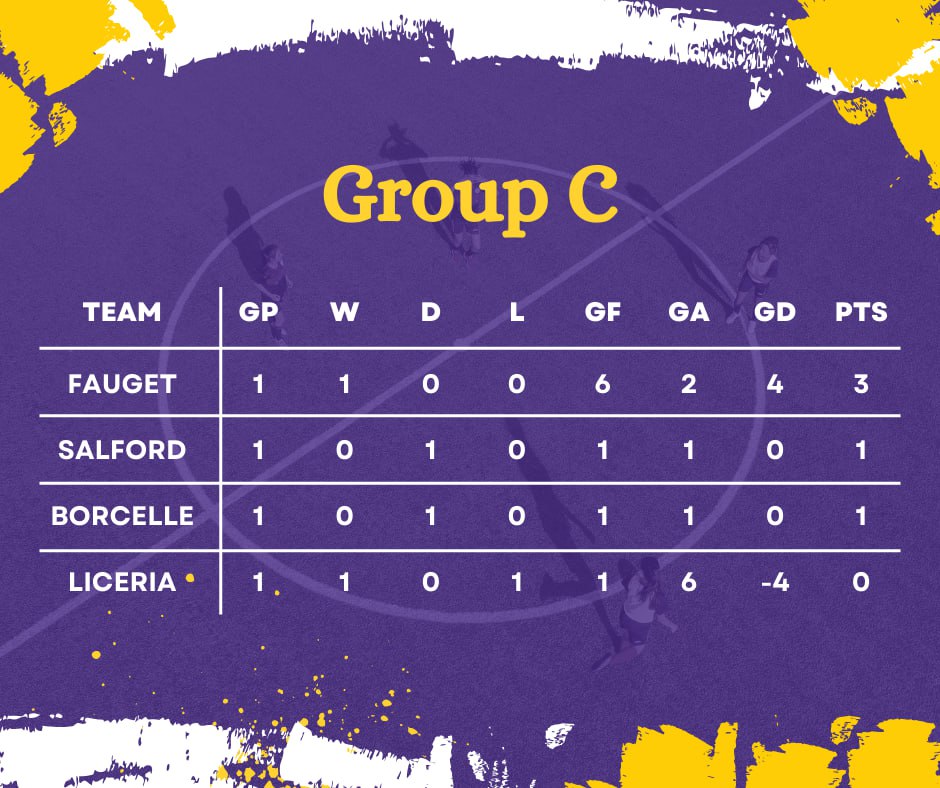 Group C
TEAM GP W D L GF GA GD PTS
FAUGET 1 1 0 0 6 2 4 3
SALFORD 1 0 1 0 1 1 0 1
BORCELLE 1 0 1 0 1 1 0 1
LICERIA 1 1 0 1 1 6 -4 0